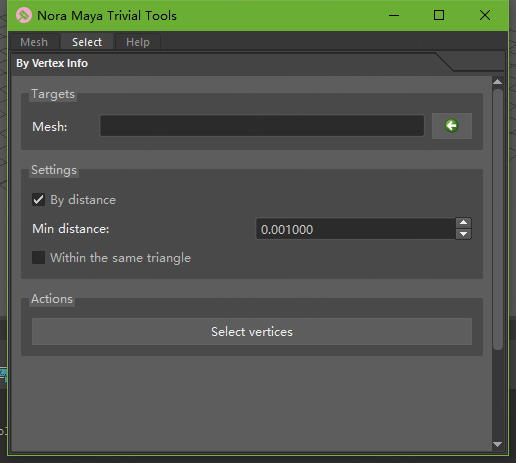 Nora Maya Trivial Tools
Mesh Select Help
By Vertex Info
Targets
Mesh:
Settings
By distance
Min distance: 0.001000
Within the same triangle
Actions
Select vertices